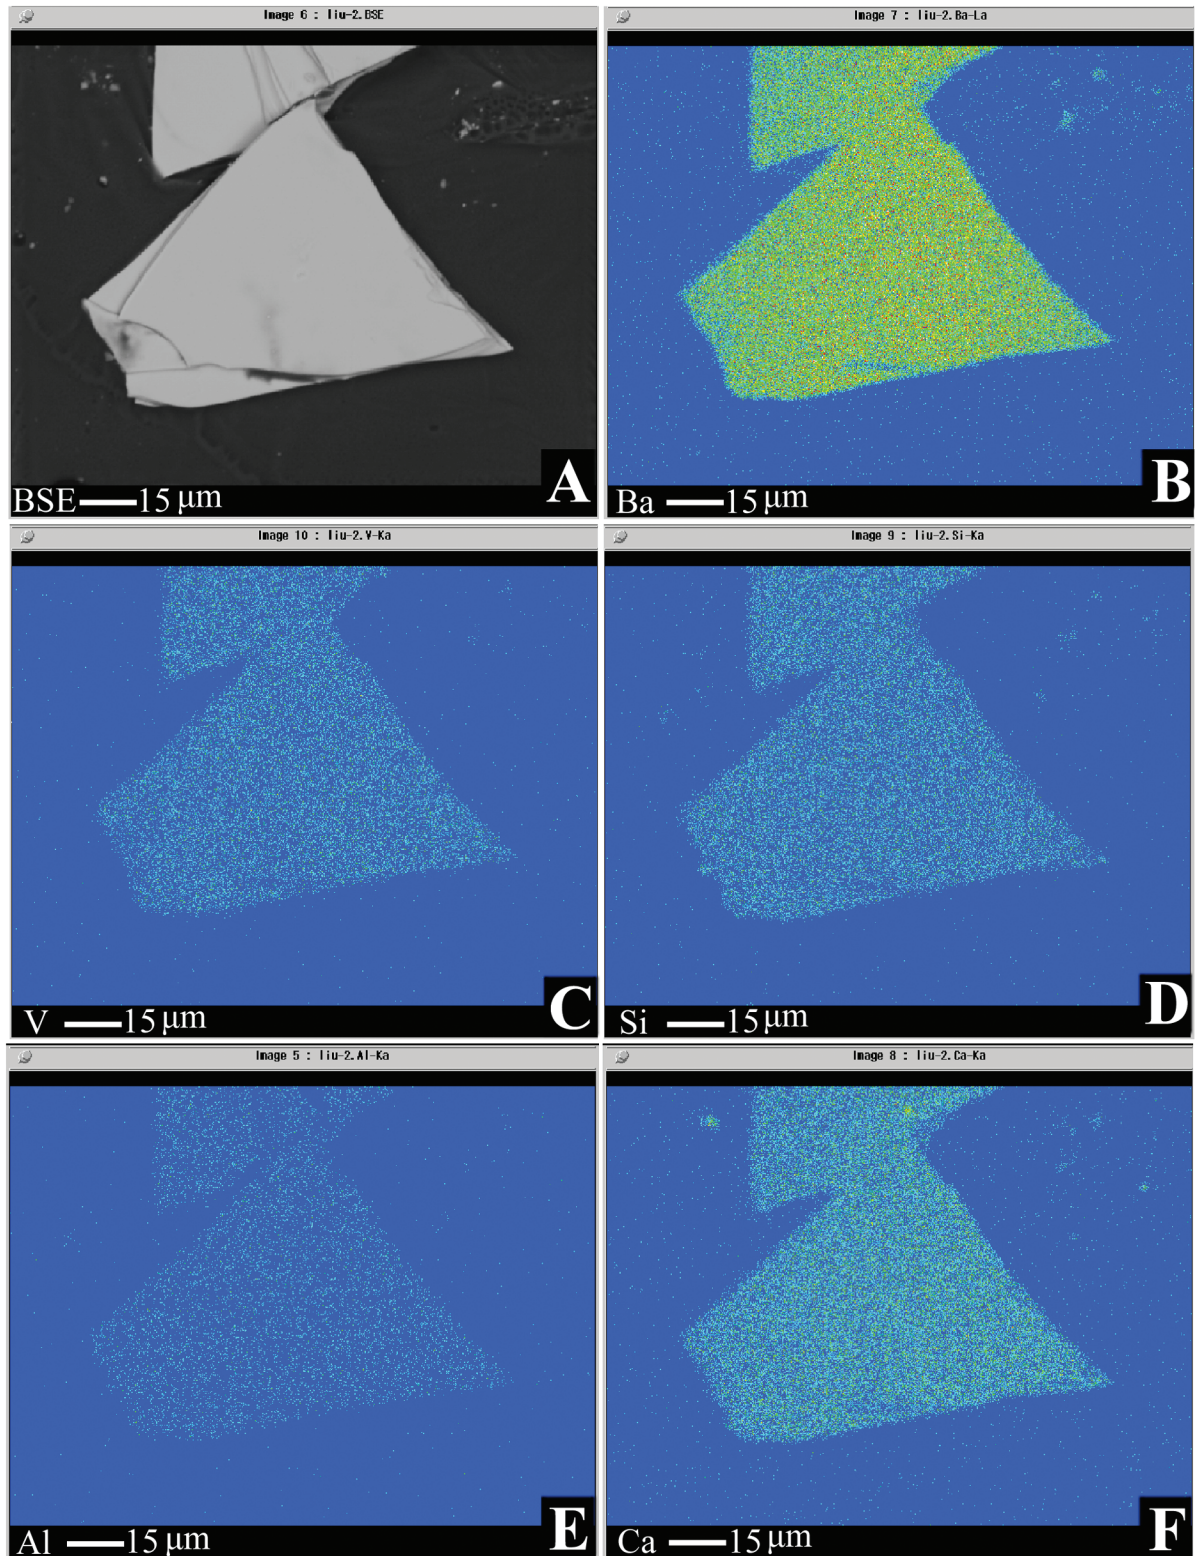 Image 6 : liu-2.BSE
BSE 15 μm A
Image 7 : liu-2.Ba-La
Ba 15 μm B
Image 10 : liu-2.V-Ka
V 15 μm C
Image 9 : liu-2.Si-Ka
Si 15 μm D
Image 5 : liu-2.Al-Ka
Al 15 μm E
Image 8 : liu-2.Ca-Ka
Ca 15 μm F